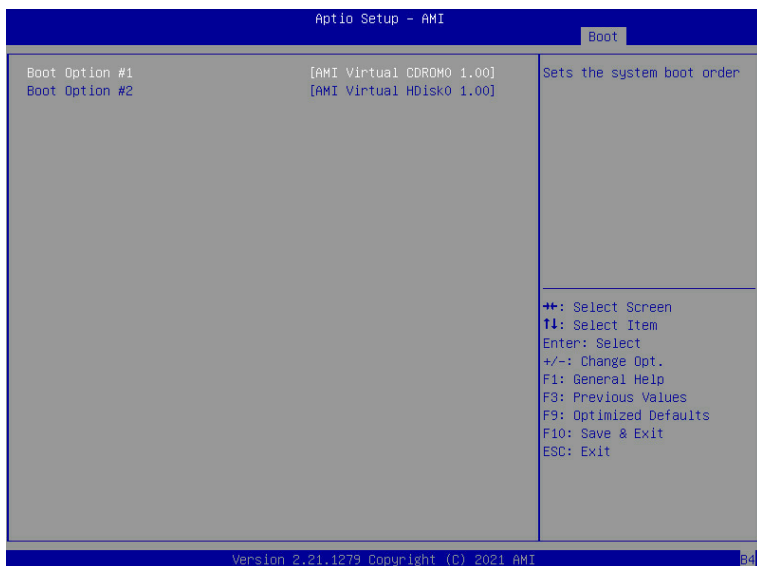 Aptio Setup – AMI
Boot
Boot Option #1 [AMI Virtual CDROM0 1.00]
Boot Option #2 [AMI Virtual HDisk0 1.00]
Sets the system boot order
→←: Select Screen
↑↓: Select Item
Enter: Select
+/-: Change Opt.
F1: General Help
F3: Previous Values
F9: Optimized Defaults
F10: Save & Exit
ESC: Exit
Version 2.21.1279 Copyright (C) 2021 AMI
B4